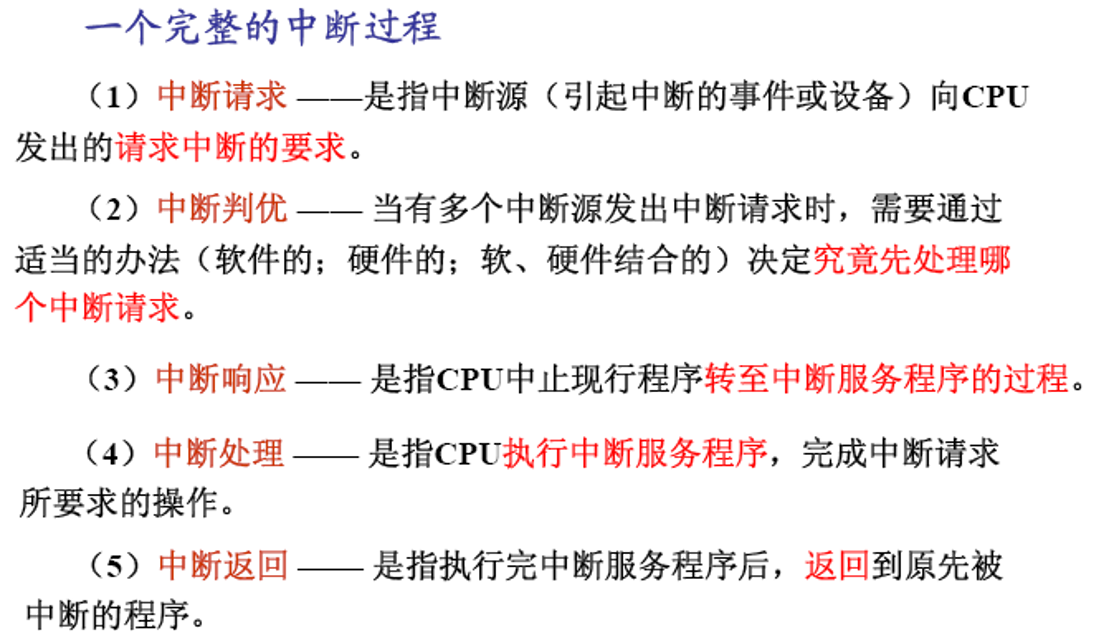 一个完整的中断过程
（1）中断请求 ——是指中断源（引起中断的事件或设备）向CPU
发出的请求中断的要求。
（2）中断判优 —— 当有多个中断源发出中断请求时，需要通过
适当的办法（软件的；硬件的；软、硬件结合的）决定究竟先处理哪
个中断请求。
（3）中断响应 —— 是指CPU中止现行程序转至中断服务程序的过程。
（4）中断处理 —— 是指CPU执行中断服务程序，完成中断请求
所要求的操作。
（5）中断返回 —— 是指执行完中断服务程序后，返回到原先被
中断的程序。